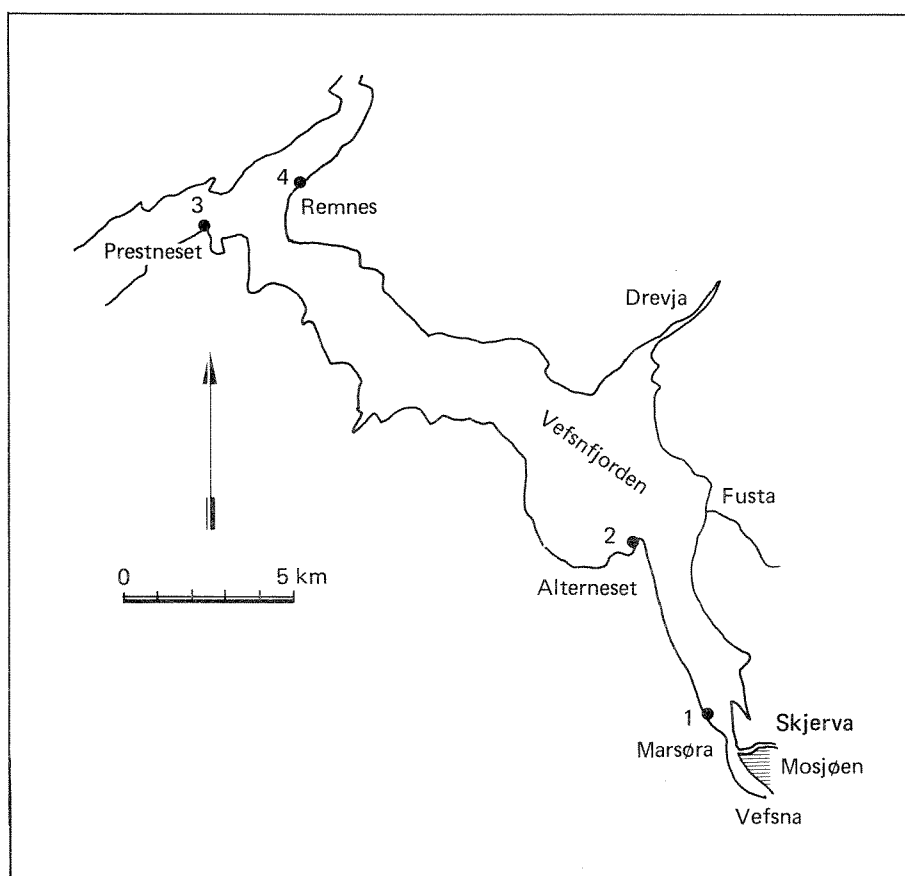 4
Remnes
3
Prestneset
Drevja
Vefsnfjorden
Fusta
2
Alterneset
0 5 km
1
Skjerva
Marsøra
Mosjøen
Vefsna